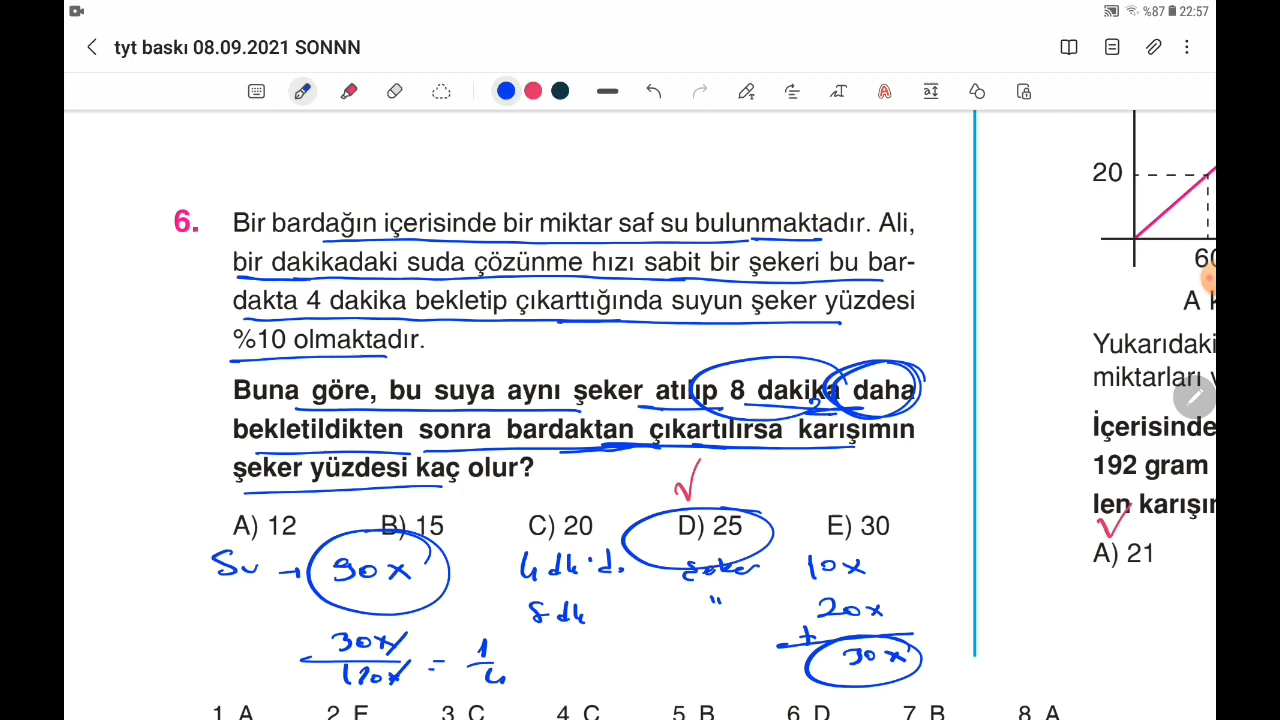 %87 22:57
tyt baskı 08.09.2021 SONNN
6. Bir bardağın içerisinde bir miktar saf su bulunmaktadır. Ali,
bir dakikadaki suda çözünme hızı sabit bir şekeri bu bar-
dakta 4 dakika bekletip çıkarttığında suyun şeker yüzdesi
%10 olmaktadır.
Buna göre, bu suya aynı şeker atılıp 8 dakika daha
bekletildikten sonra bardaktan çıkartılırsa karışımın
şeker yüzdesi kaç olur?
A) 12 B) 15 C) 20 D) 25 E) 30
Su → 90x 4 dk'd. şeker 10x
8 dk " 20x
+ 30x
30x/120x = 1/4
1. A 2. E 3. C 4. C 5. B 6. D 7. B 8. A
20
60
A
Yukarıdaki
miktarları
İçerisinde
192 gram
len karışır
A) 21